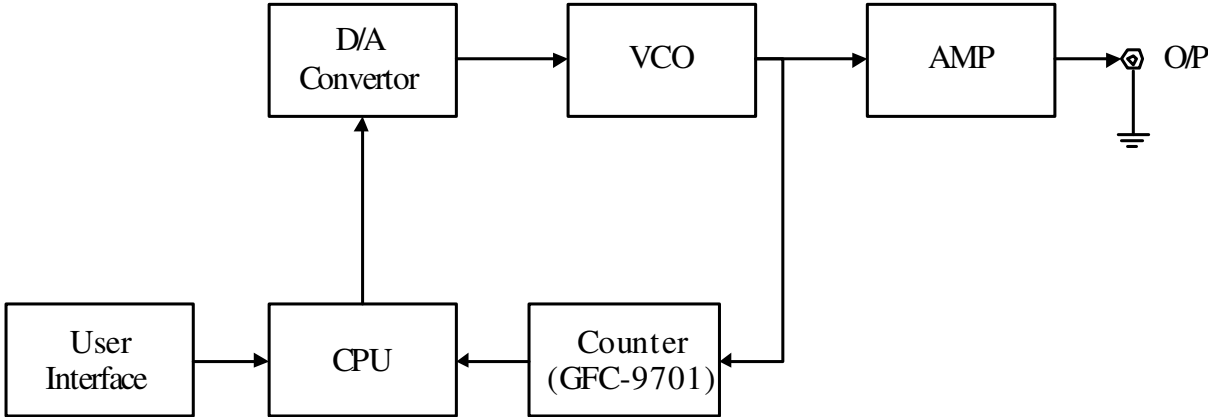 D/A
Convertor
VCO
AMP
O/P
User
Interface
CPU
Counter
(GFC-9701)